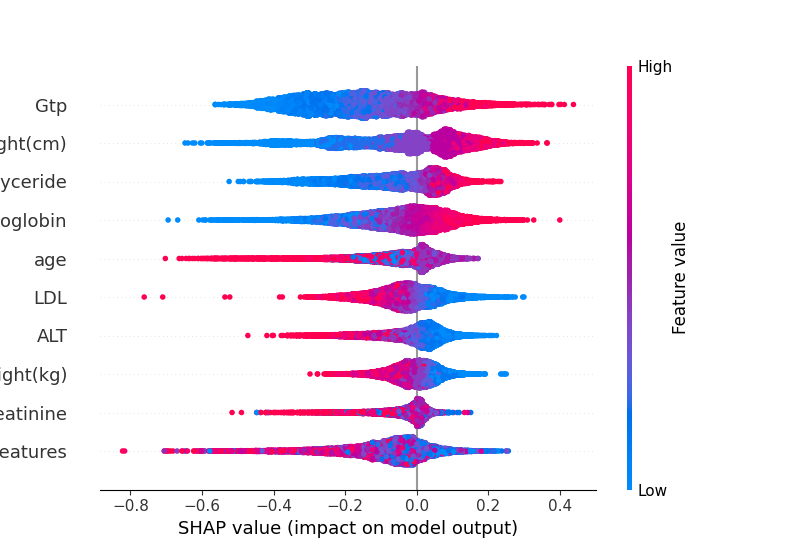 High
Gtp
ght(cm)
yceride
oglobin
age
LDL
ALT
ight(kg)
eatinine
eatures
Feature value
Low
−0.8 −0.6 −0.4 −0.2 0.0 0.2 0.4
SHAP value (impact on model output)